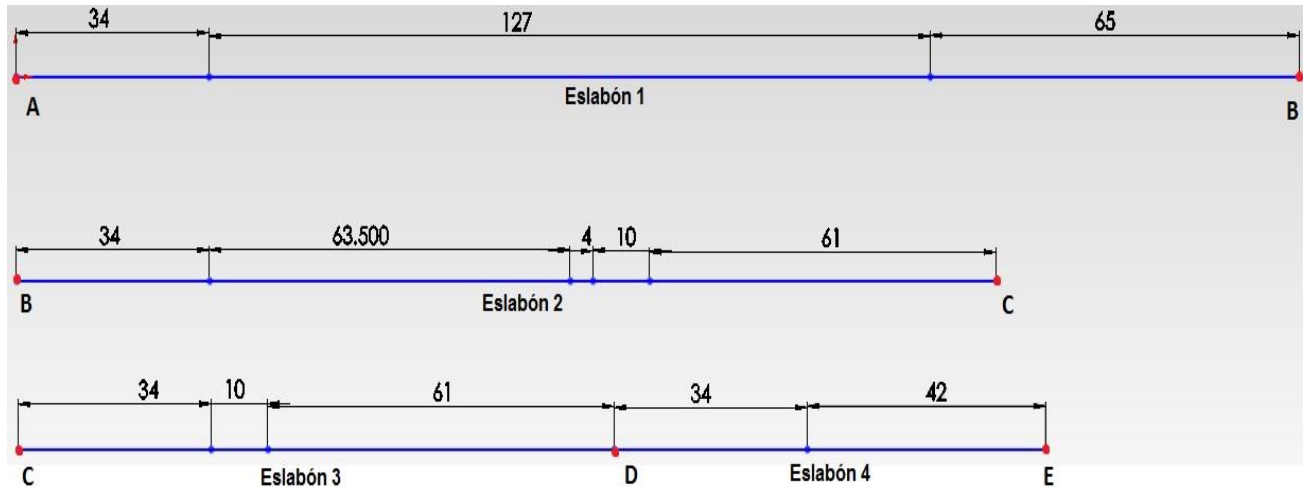 34 127 65
A Eslabón 1 B
34 63.500 4 10 61
B Eslabón 2 C
34 10 61 34 42
C Eslabón 3 D Eslabón 4 E